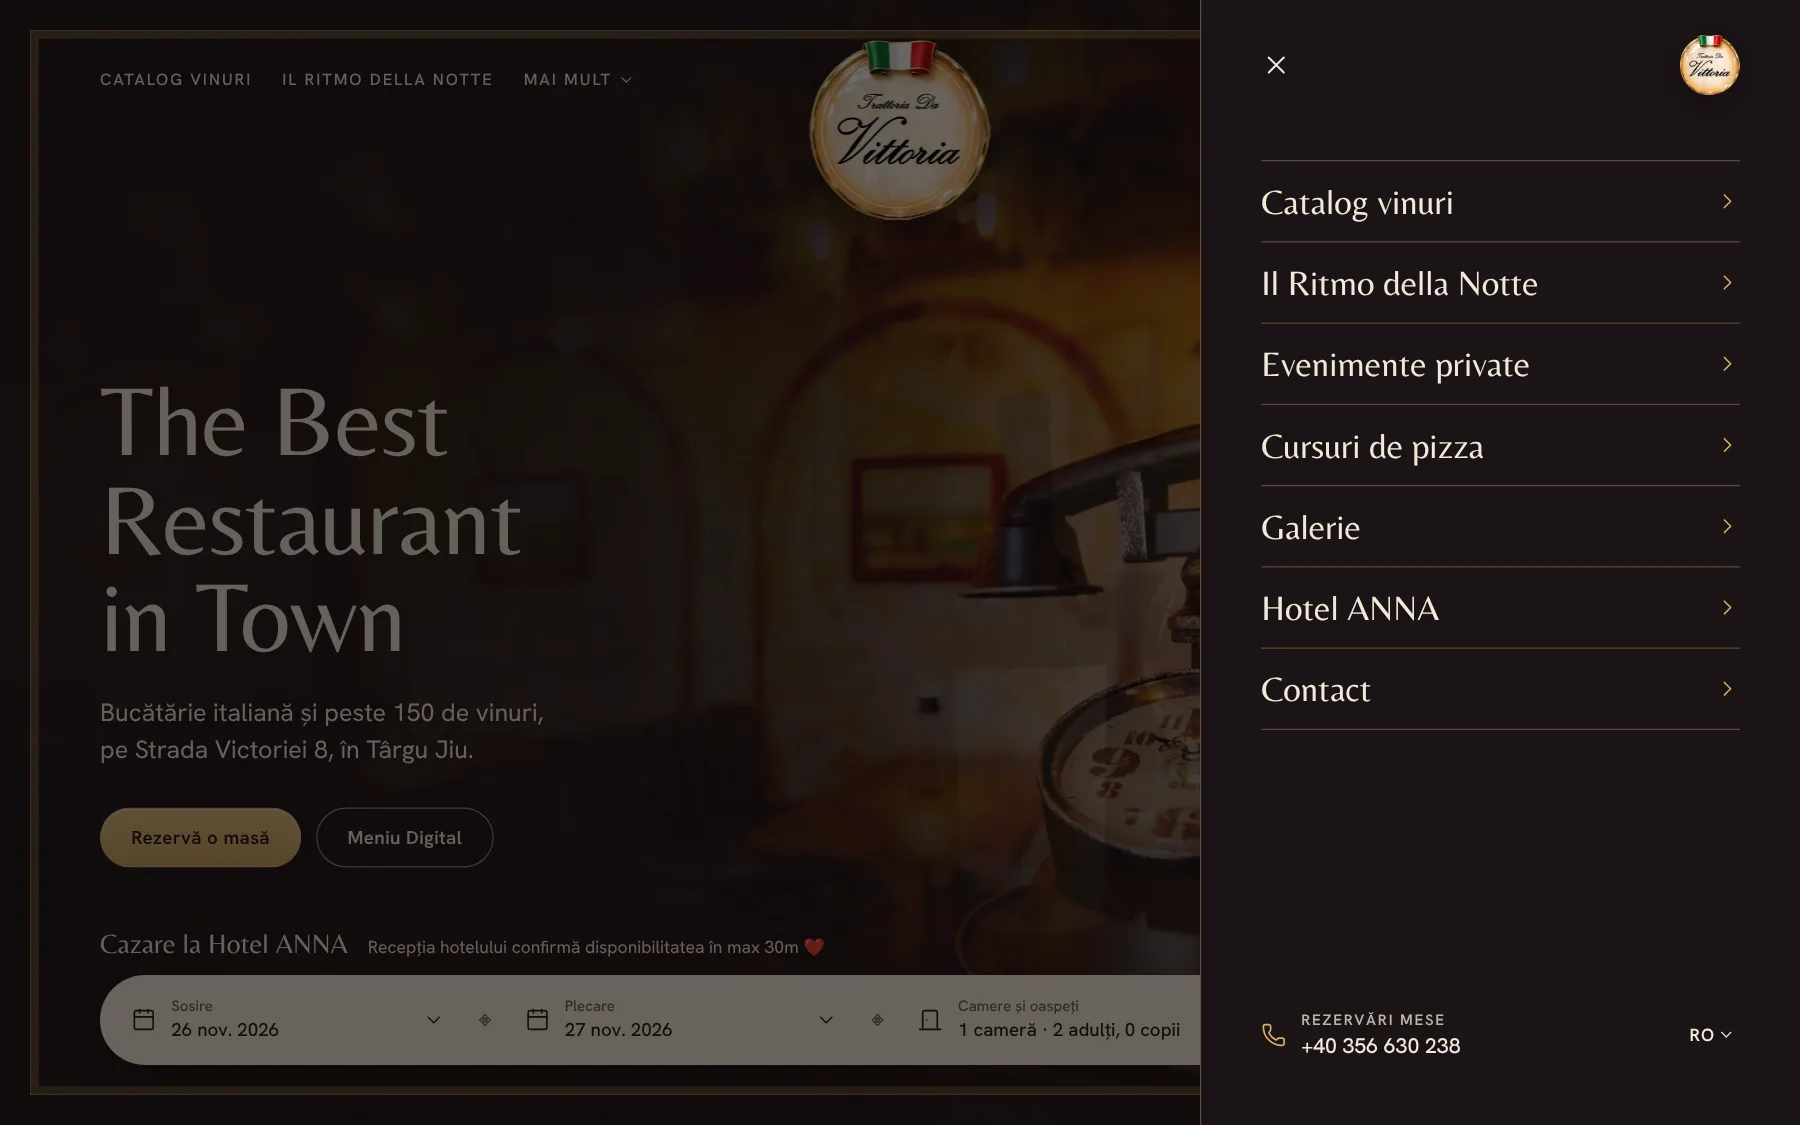 CATALOG VINURI IL RITMO DELLA NOTTE MAI MULT
Trattoria Da
Vittoria
The Best
Restaurant
in Town
Bucătărie italiană și peste 150 de vinuri,
pe Strada Victoriei 8, în Târgu Jiu.
Rezervă o masă
Meniu Digital
Cazare la Hotel ANNA Recepția hotelului confirmă disponibilitatea în max 30m ❤️
Sosire
26 nov. 2026
Plecare
27 nov. 2026
Camere și oaspeți
1 cameră · 2 adulți, 0 copii
Trattoria Da
Vittoria
Catalog vinuri
Il Ritmo della Notte
Evenimente private
Cursuri de pizza
Galerie
Hotel ANNA
Contact
REZERVĂRI MESE
+40 356 630 238
RO